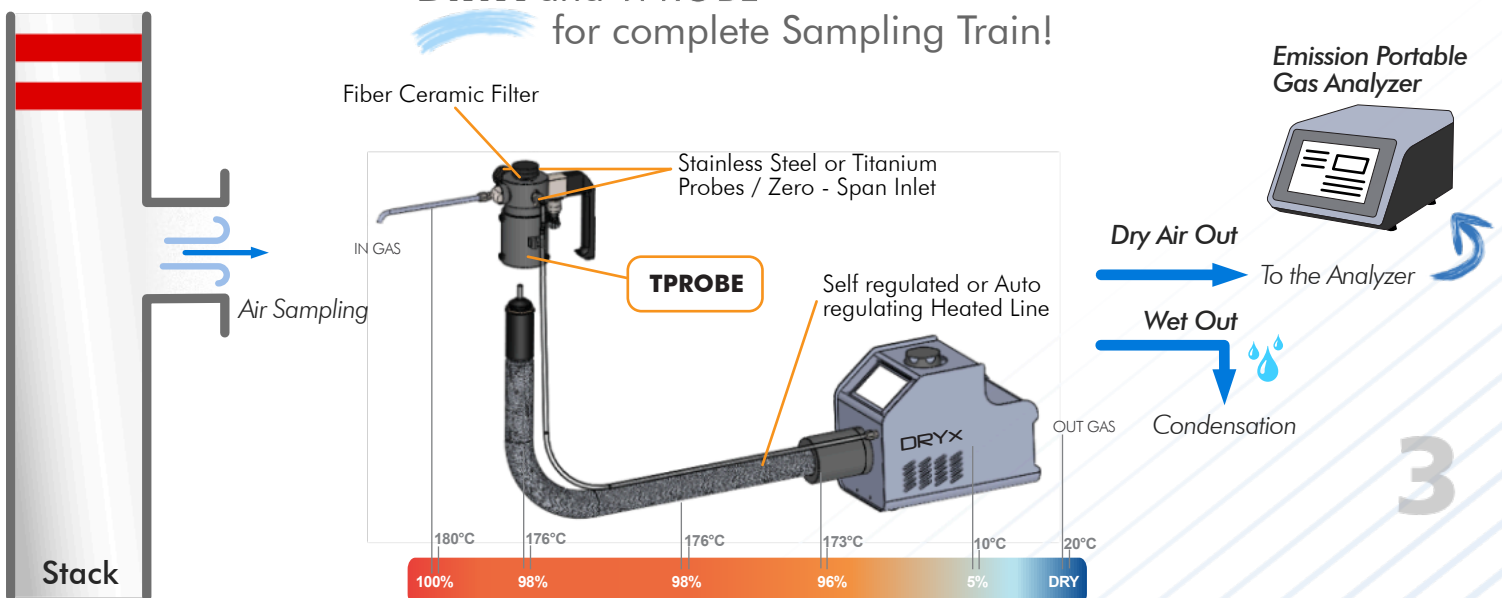 for complete Sampling Train!
Fiber Ceramic Filter
Stainless Steel or Titanium
Probes / Zero - Span Inlet
IN GAS
TPROBE
Self regulated or Auto
regulating Heated Line
Air Sampling
Emission Portable
Gas Analyzer
Dry Air Out
To the Analyzer
Wet Out
Condensation
DRYX
OUT GAS
3
180°C
176°C
176°C
173°C
10°C
20°C
100%
98%
98%
96%
5%
DRY
Stack